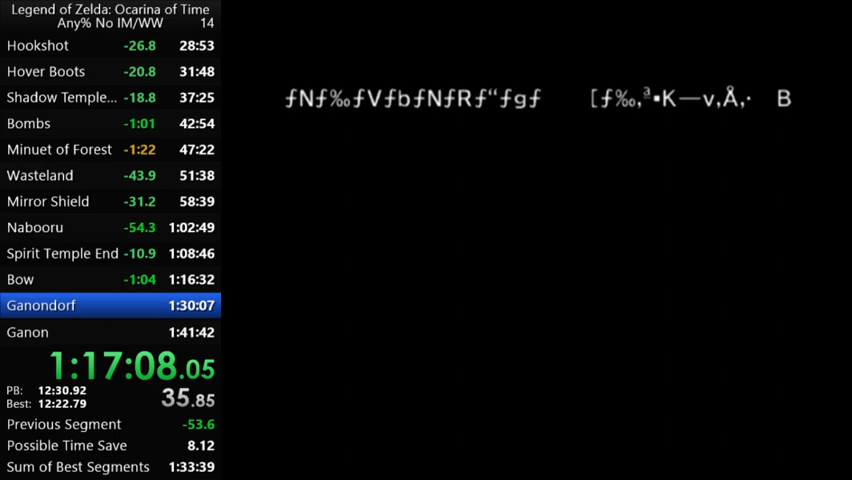 Legend of Zelda: Ocarina of Time
Any% No IM/WW 14
Hookshot -26.8 28:53
Hover Boots -20.8 31:48
Shadow Temple... -18.8 37:25
Bombs -1:01 42:54
Minuet of Forest -1:22 47:22
Wasteland -43.9 51:38
Mirror Shield -31.2 58:39
Nabooru -54.3 1:02:49
Spirit Temple End -10.9 1:08:46
Bow -1:04 1:16:32
Ganondorf 1:30:07
Ganon 1:41:42
1:17:08.05
PB: 12:30.92
Best: 12:22.79
35.85
Previous Segment -53.6
Possible Time Save 8.12
Sum of Best Segments 1:33:39
ƒNƒ‰ƒVƒbƒNƒRƒ“ƒgƒ [ƒ‰‚ª•K—v‚Å‚· B